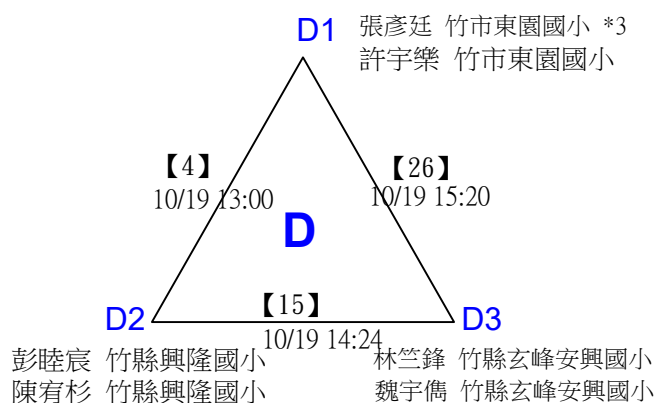 D1 張彥廷 竹市東園國小 *3
許宇樂 竹市東園國小
【4】
10/19 13:00
【26】
10/19 15:20
D
【15】
10/19 14:24
D2
D3
彭睦宸 竹縣興隆國小
陳宥杉 竹縣興隆國小
林竺鋒 竹縣玄峰安興國小
魏宇儁 竹縣玄峰安興國小